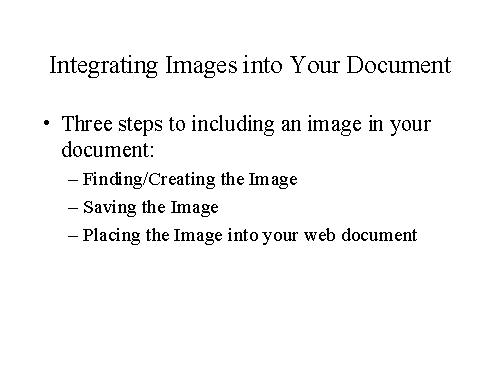 Integrating Images into Your Document
• Three steps to including an image in your
document:
– Finding/Creating the Image
– Saving the Image
– Placing the Image into your web document